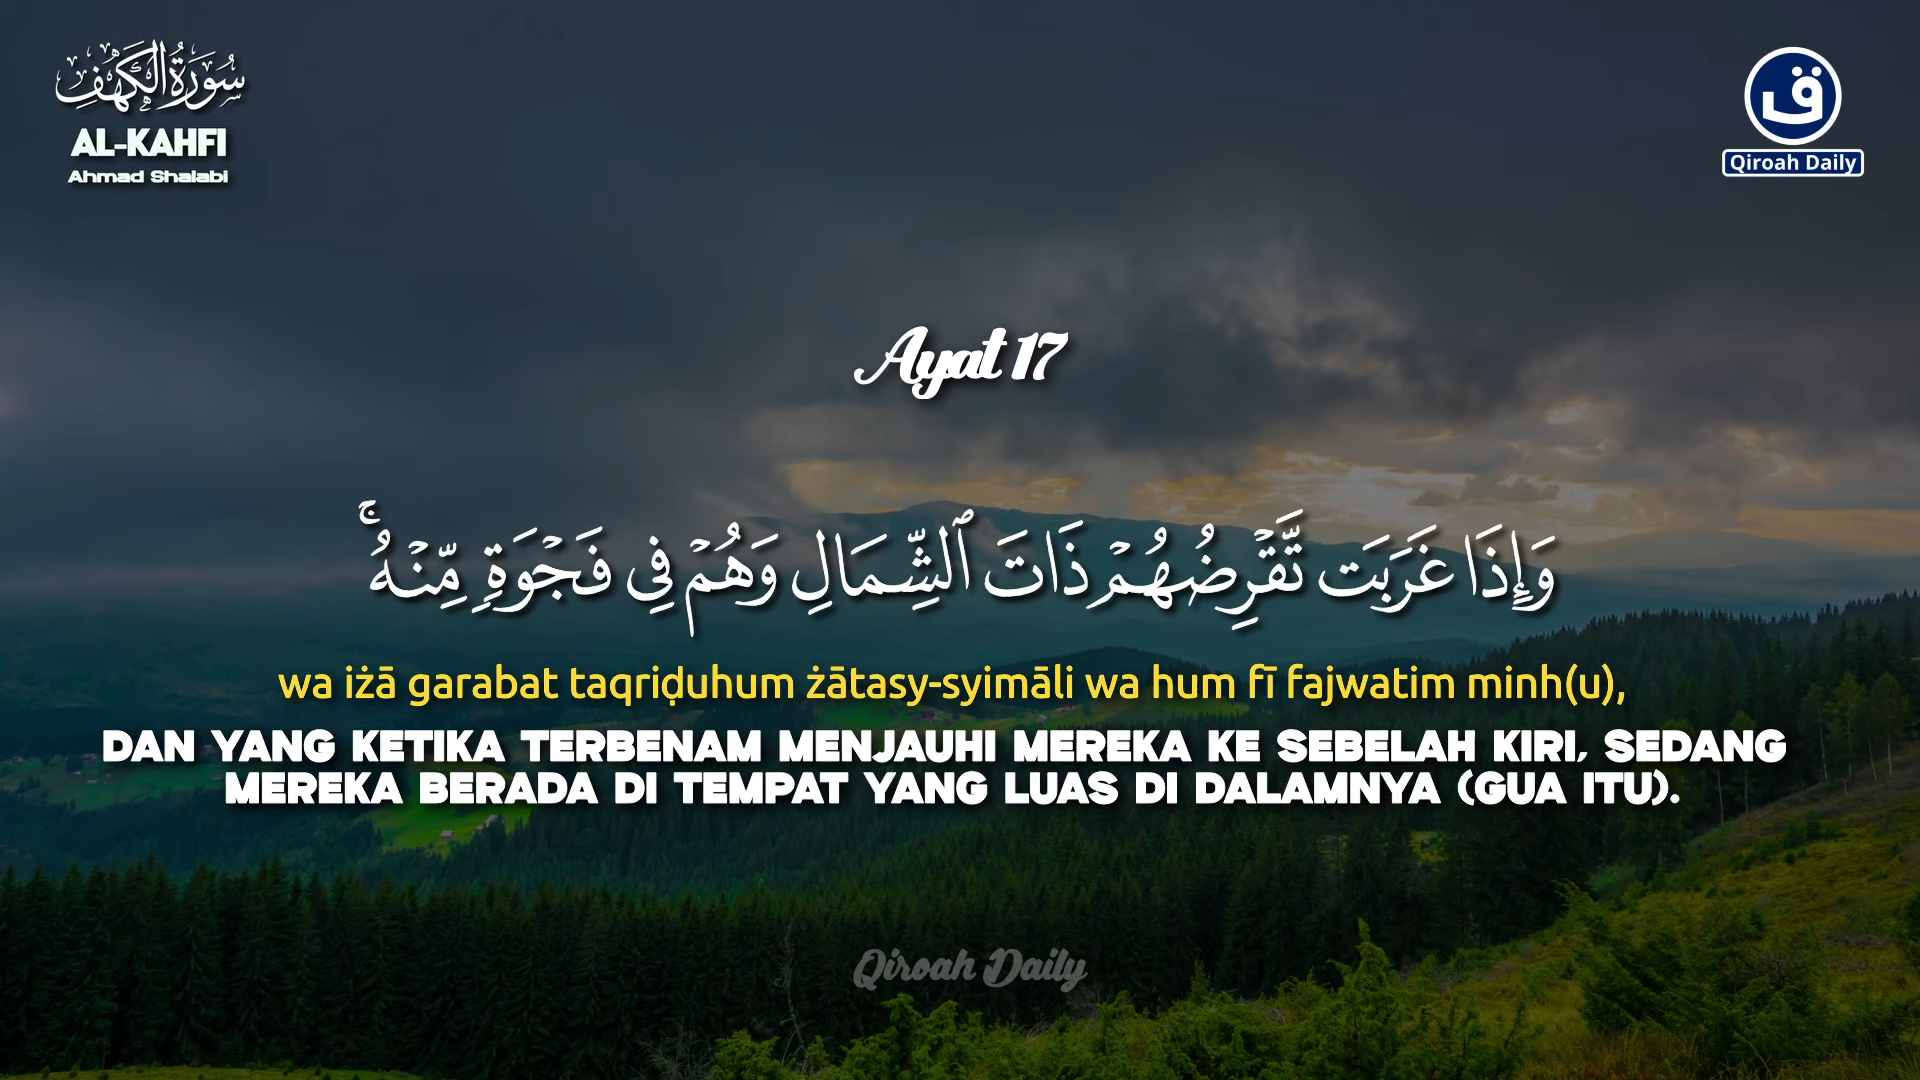 سُورَةُ الكَهْفِ
AL-KAHFI
Ahmad Shalabi
ق
Qiroah Daily
Ayat 17
وَإِذَا غَرَبَت تَّقْرِضُهُمْ ذَاتَ ٱلشِّمَالِ وَهُمْ فِى فَجْوَةٍ مِّنْهُ ۚ
wa iżā garabat taqriḍuhum żātasy-syimāli wa hum fī fajwatim minh(u),
DAN YANG KETIKA TERBENAM MENJAUHI MEREKA KE SEBELAH KIRI, SEDANG
MEREKA BERADA DI TEMPAT YANG LUAS DI DALAMNYA (GUA ITU).
Qiroah Daily